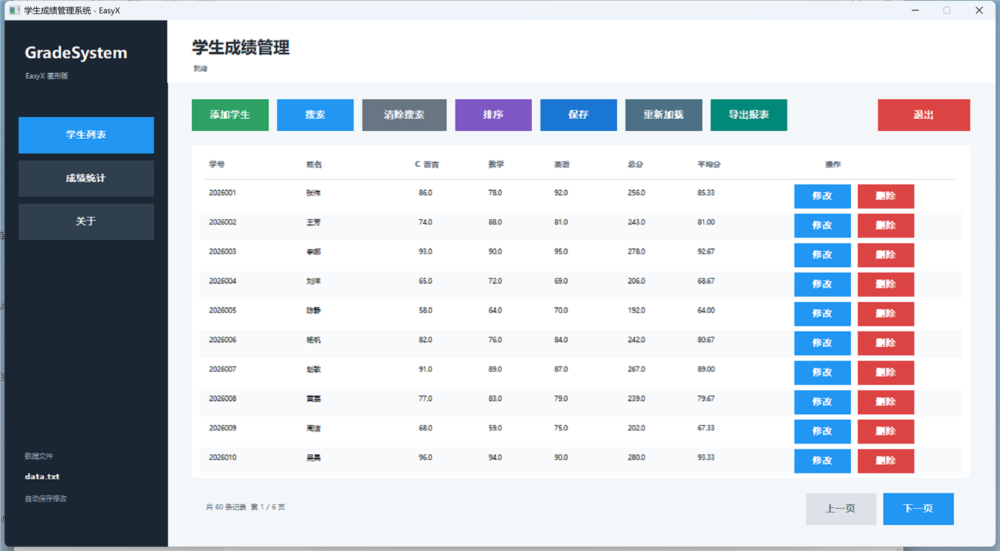 学生成绩管理系统 - EasyX
GradeSystem
EasyX 图形版
学生列表
成绩统计
关于
数据文件
data.txt
自动保存修改
学生成绩管理
就绪
添加学生 搜索 清除搜索 排序 保存 重新加载 导出报表 退出
学号 姓名 C 语言 数学 英语 总分 平均分 操作
2026001 张伟 86.0 78.0 92.0 256.0 85.33 修改 删除
2026002 王芳 74.0 88.0 81.0 243.0 81.00 修改 删除
2026003 李娜 93.0 90.0 95.0 278.0 92.67 修改 删除
2026004 刘洋 65.0 72.0 69.0 206.0 68.67 修改 删除
2026005 陈静 58.0 64.0 70.0 192.0 64.00 修改 删除
2026006 杨帆 82.0 76.0 84.0 242.0 80.67 修改 删除
2026007 赵敏 91.0 89.0 87.0 267.0 89.00 修改 删除
2026008 黄磊 77.0 83.0 79.0 239.0 79.67 修改 删除
2026009 周洁 68.0 59.0 75.0 202.0 67.33 修改 删除
2026010 吴昊 96.0 94.0 90.0 280.0 93.33 修改 删除
共 60 条记录 第 1 / 6 页
上一页 下一页